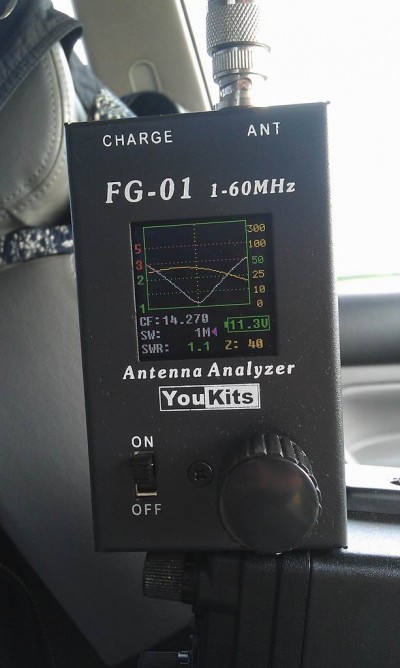 CHARGE ANT
FG-01 1-60MHz
300
5 100
3 50
2 25
10
1 0
CF:14.270
SW: 1M 11.3V
SWR: 1.1 Z: 40
Antenna Analyzer
YouKits
ON
OFF